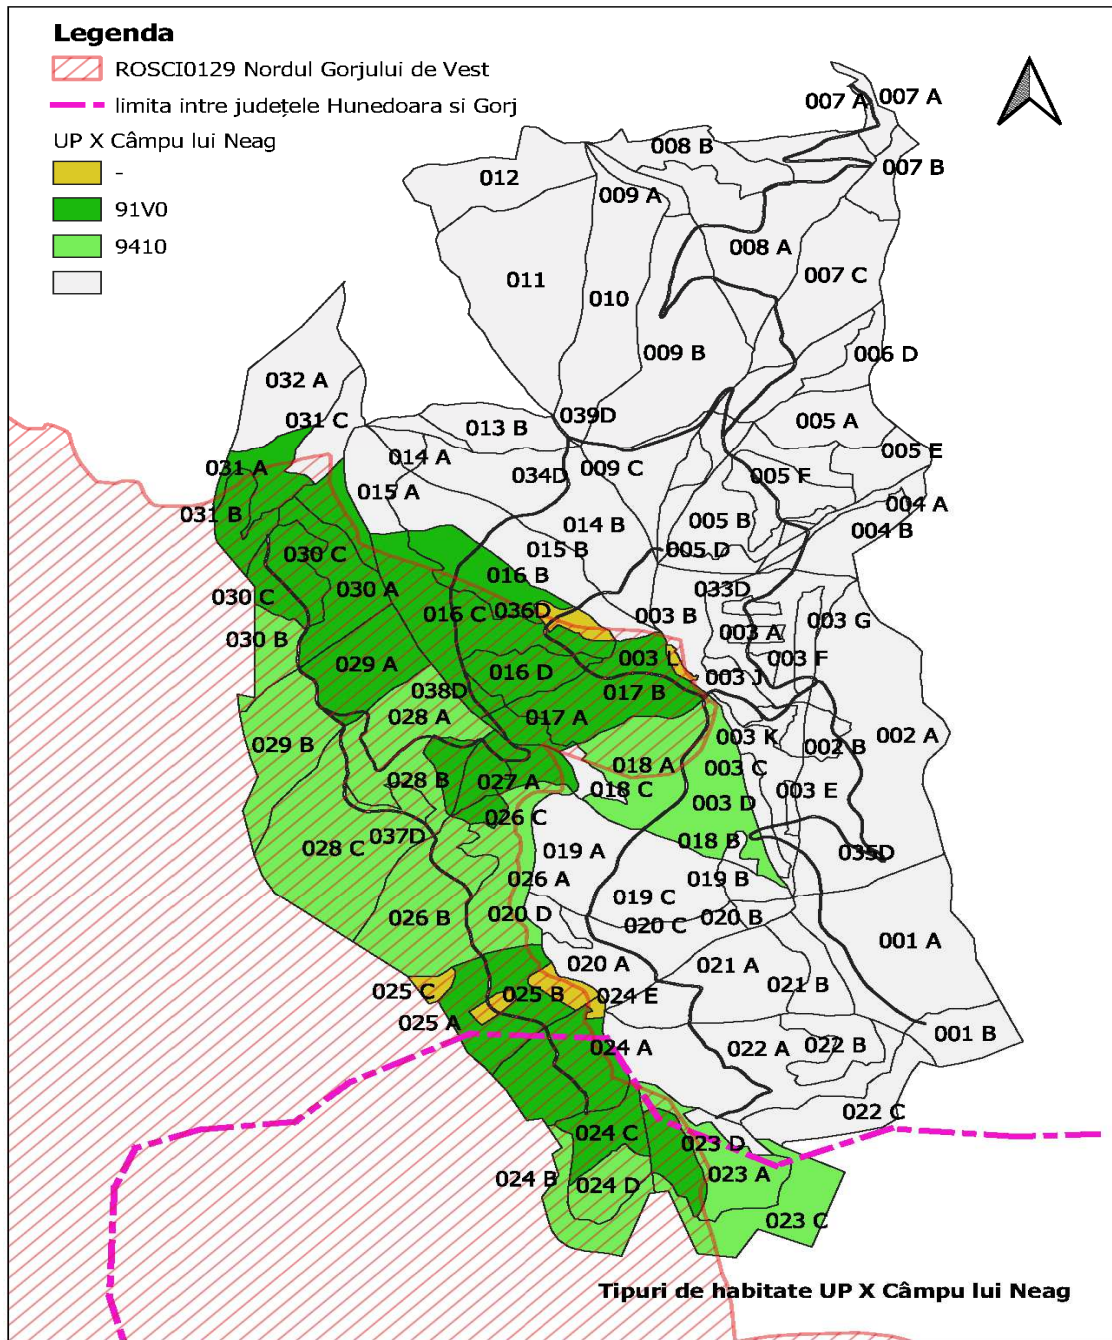 Legenda
ROSCI0129 Nordul Gorjului de Vest
limita intre județele Hunedoara si Gorj
UP X Câmpu lui Neag
-
91V0
9410
007 A
007 A
008 B
007 B
012
009 A
008 A
007 C
011
010
009 B
006 D
032 A
031 C
039D
013 B
005 A
014 A
009 C
005 E
031 A
034D
005 F
015 A
004 A
031 B
014 B
005 B
004 B
015 B
005 D
030 C
016 B
033D
030 A
030 C
016 C
036D
003 B
003 G
030 B
003 A
029 A
016 D
003 L
003 F
038D
017 B
003 J
028 A
017 A
029 B
003 K
002 B
002 A
028 B
027 A
018 A
003 C
018 C
003 E
003 D
026 C
037D
018 B
028 C
019 A
035D
026 A
019 B
019 C
026 B
020 D
020 C
020 B
001 A
020 A
021 A
021 B
025 C
025 B
024 E
025 A
001 B
024 A
022 A
022 B
022 C
024 C
023 D
024 B
024 D
023 A
023 C
Tipuri de habitate UP X Câmpu lui Neag